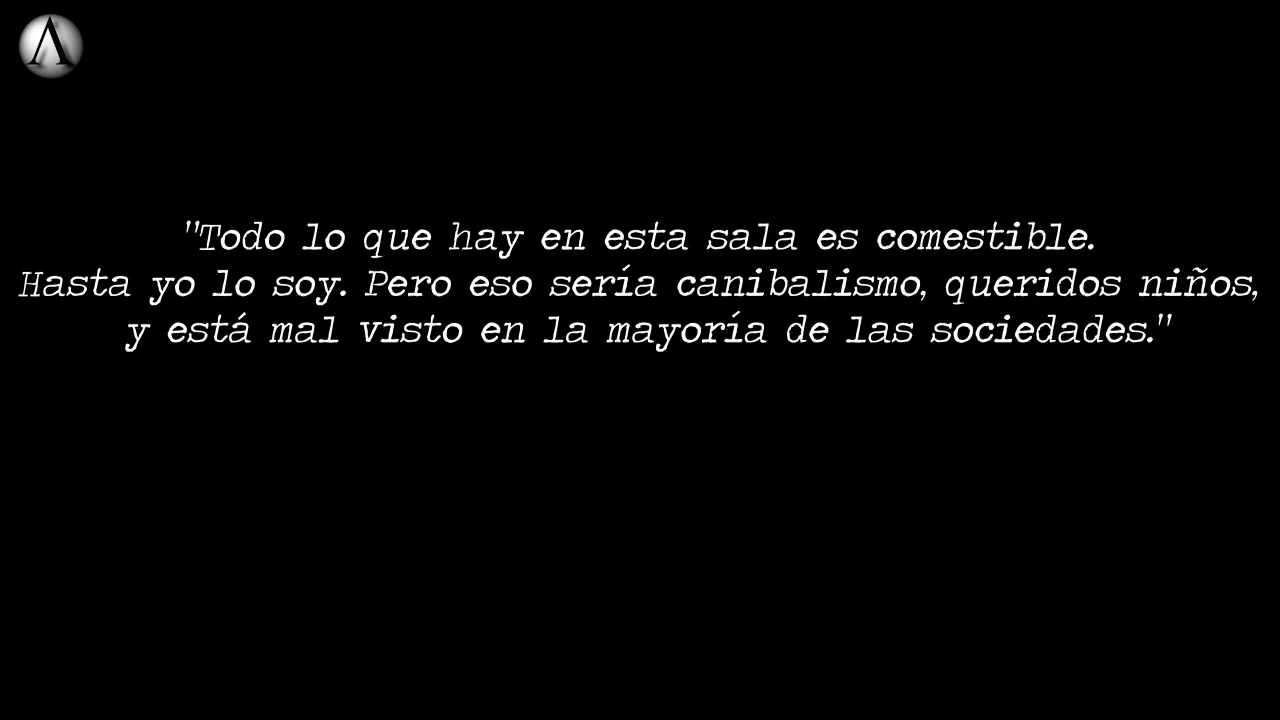 Λ
"Todo lo que hay en esta sala es comestible.
Hasta yo lo soy. Pero eso sería canibalismo, queridos niños,
y está mal visto en la mayoría de las sociedades."